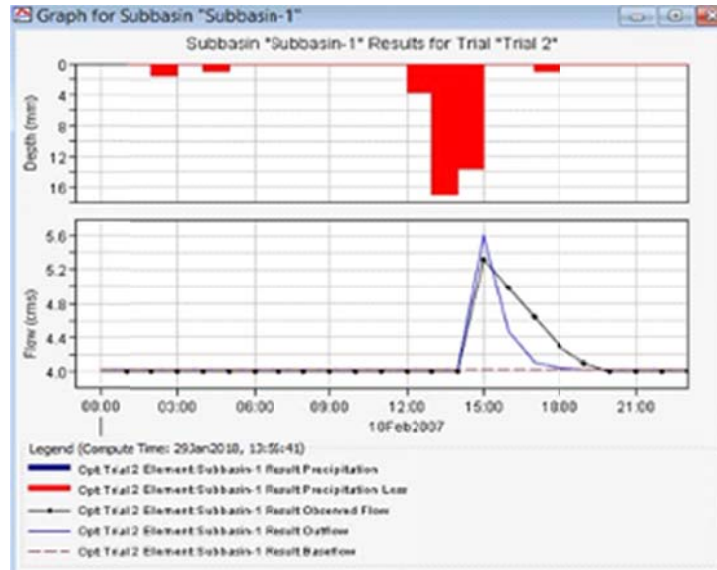 Graph for Subbasin "Subbasin-1"
Subbasin "Subbasin-1" Results for Trial "Trial 2"
Depth (mm)
0
4
8
12
16
Flow (cms)
5.6
5.2
4.8
4.4
4.0
00:00 03:00 06:00 09:00 12:00 15:00 18:00 21:00
10Feb2007
Legend (Compute Time: 29Jan2018, 13:56:41)
Opt:Trial 2 Element:Subbasin-1 Result:Precipitation
Opt:Trial 2 Element:Subbasin-1 Result:Precipitation Loss
Opt:Trial 2 Element:Subbasin-1 Result:Observed Flow
Opt:Trial 2 Element:Subbasin-1 Result:Outflow
Opt:Trial 2 Element:Subbasin-1 Result:Baseflow